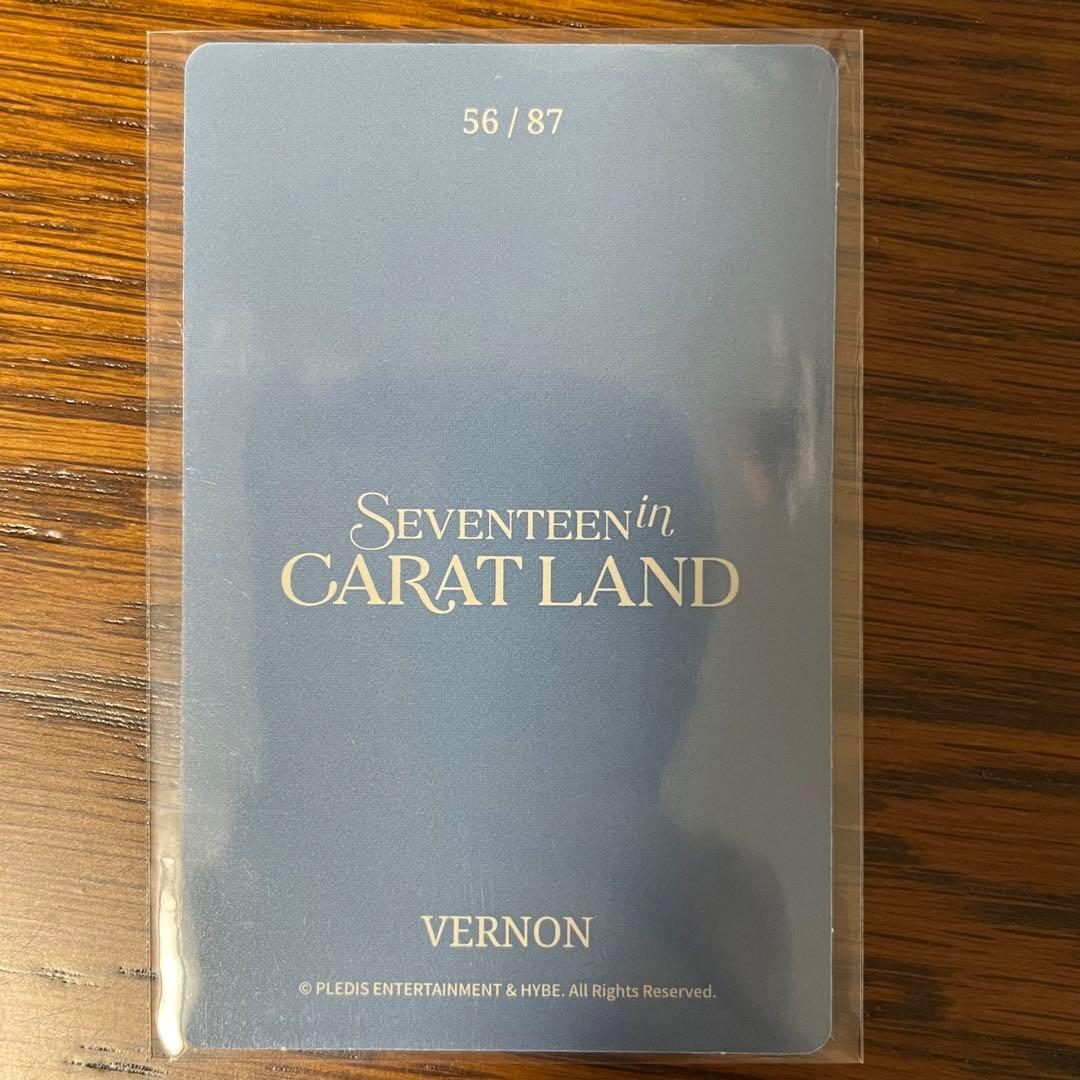 56 / 87
SEVENTEEN in
CARAT LAND
VERNON
© PLEDIS ENTERTAINMENT & HYBE. All Rights Reserved.